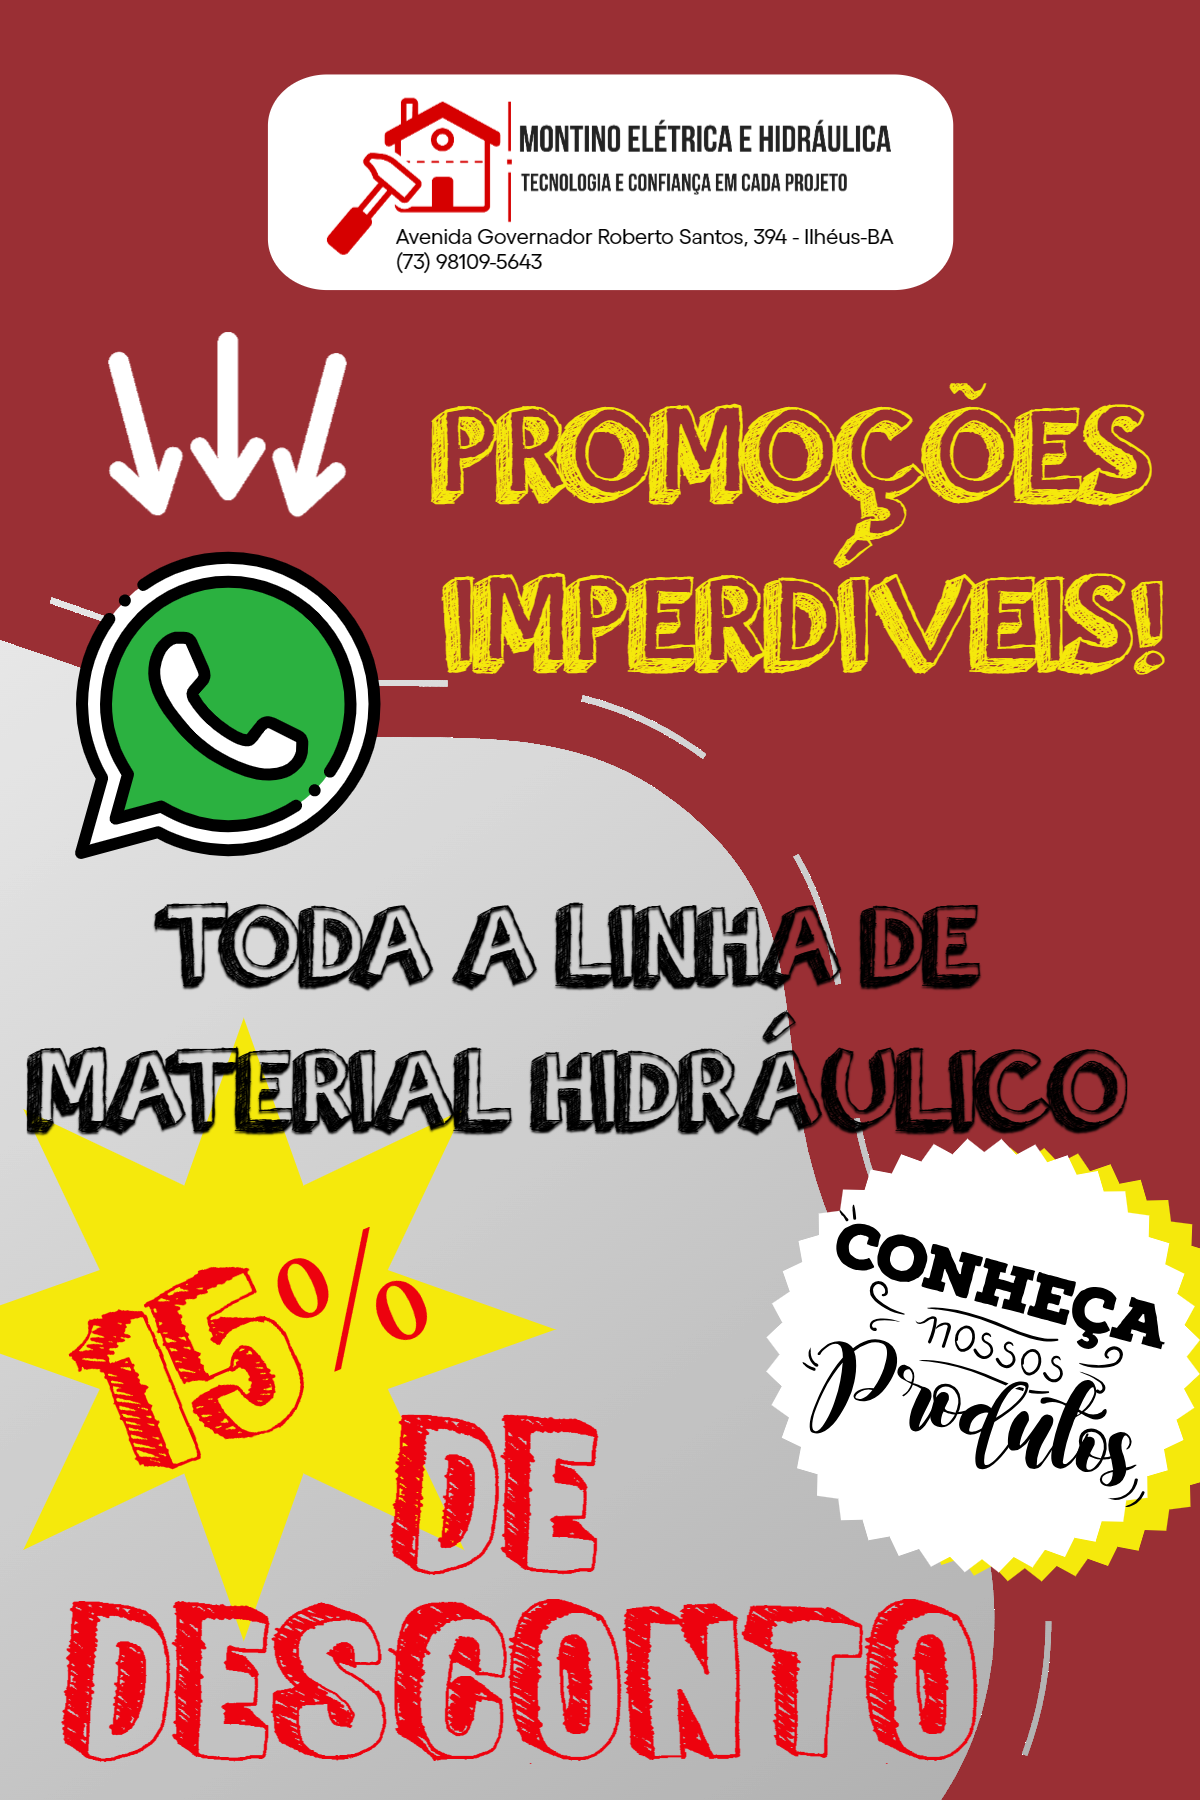 MONTINO ELÉTRICA E HIDRÁULICA
TECNOLOGIA E CONFIANÇA EM CADA PROJETO
Avenida Governador Roberto Santos, 394 - Ilhéus-BA
(73) 98109-5643
PROMOÇÕES
IMPERDÍVEIS!
TODA A LINHA DE
MATERIAL HIDRÁULICO
15%
DE
DESCONTO
CONHEÇA
nossos
Produtos